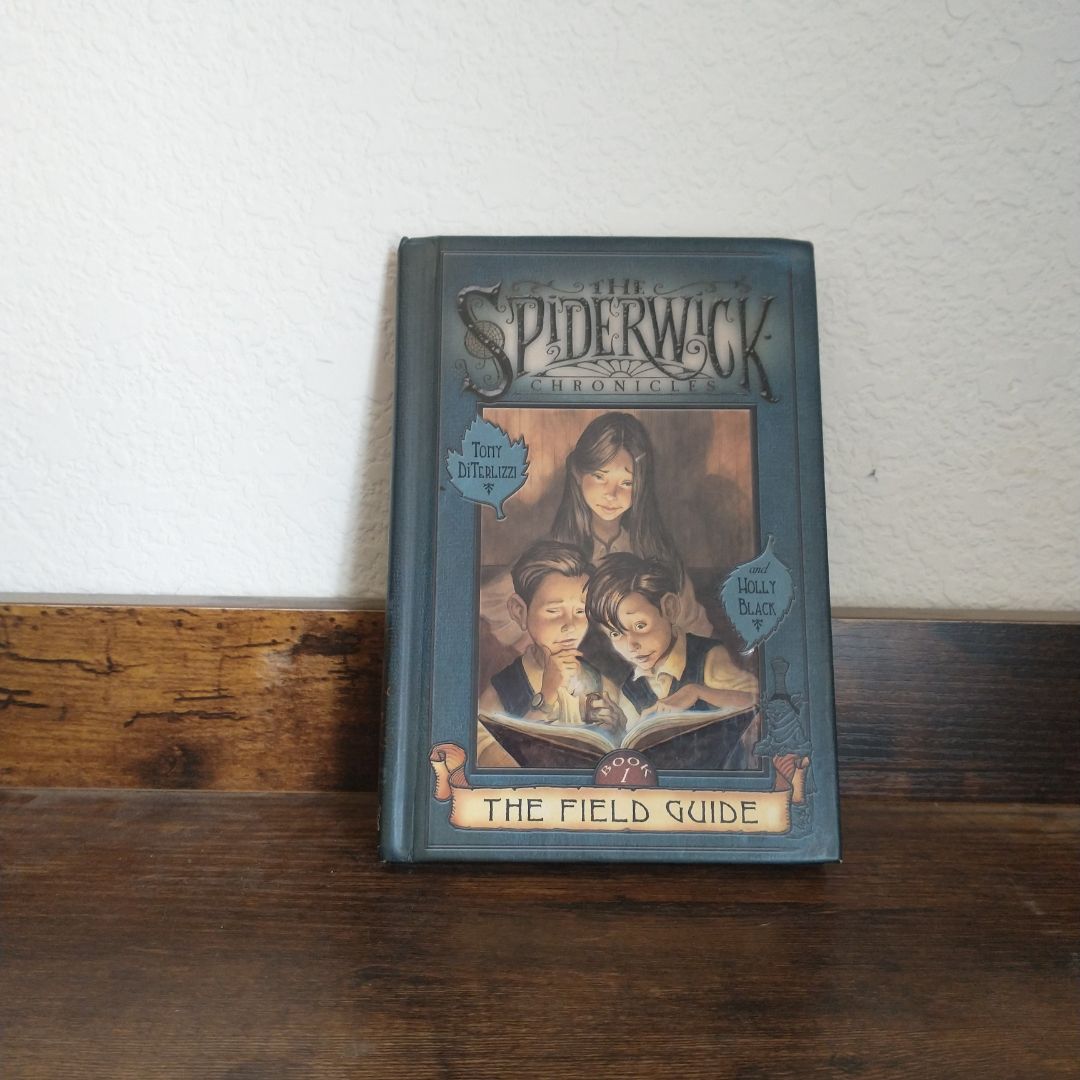 THE
SPiDERWiCK
CHRONICLES
TONY
DiTERLIZZI
and
HOLLY
BLACK
BOOK
1
THE FIELD GUIDE